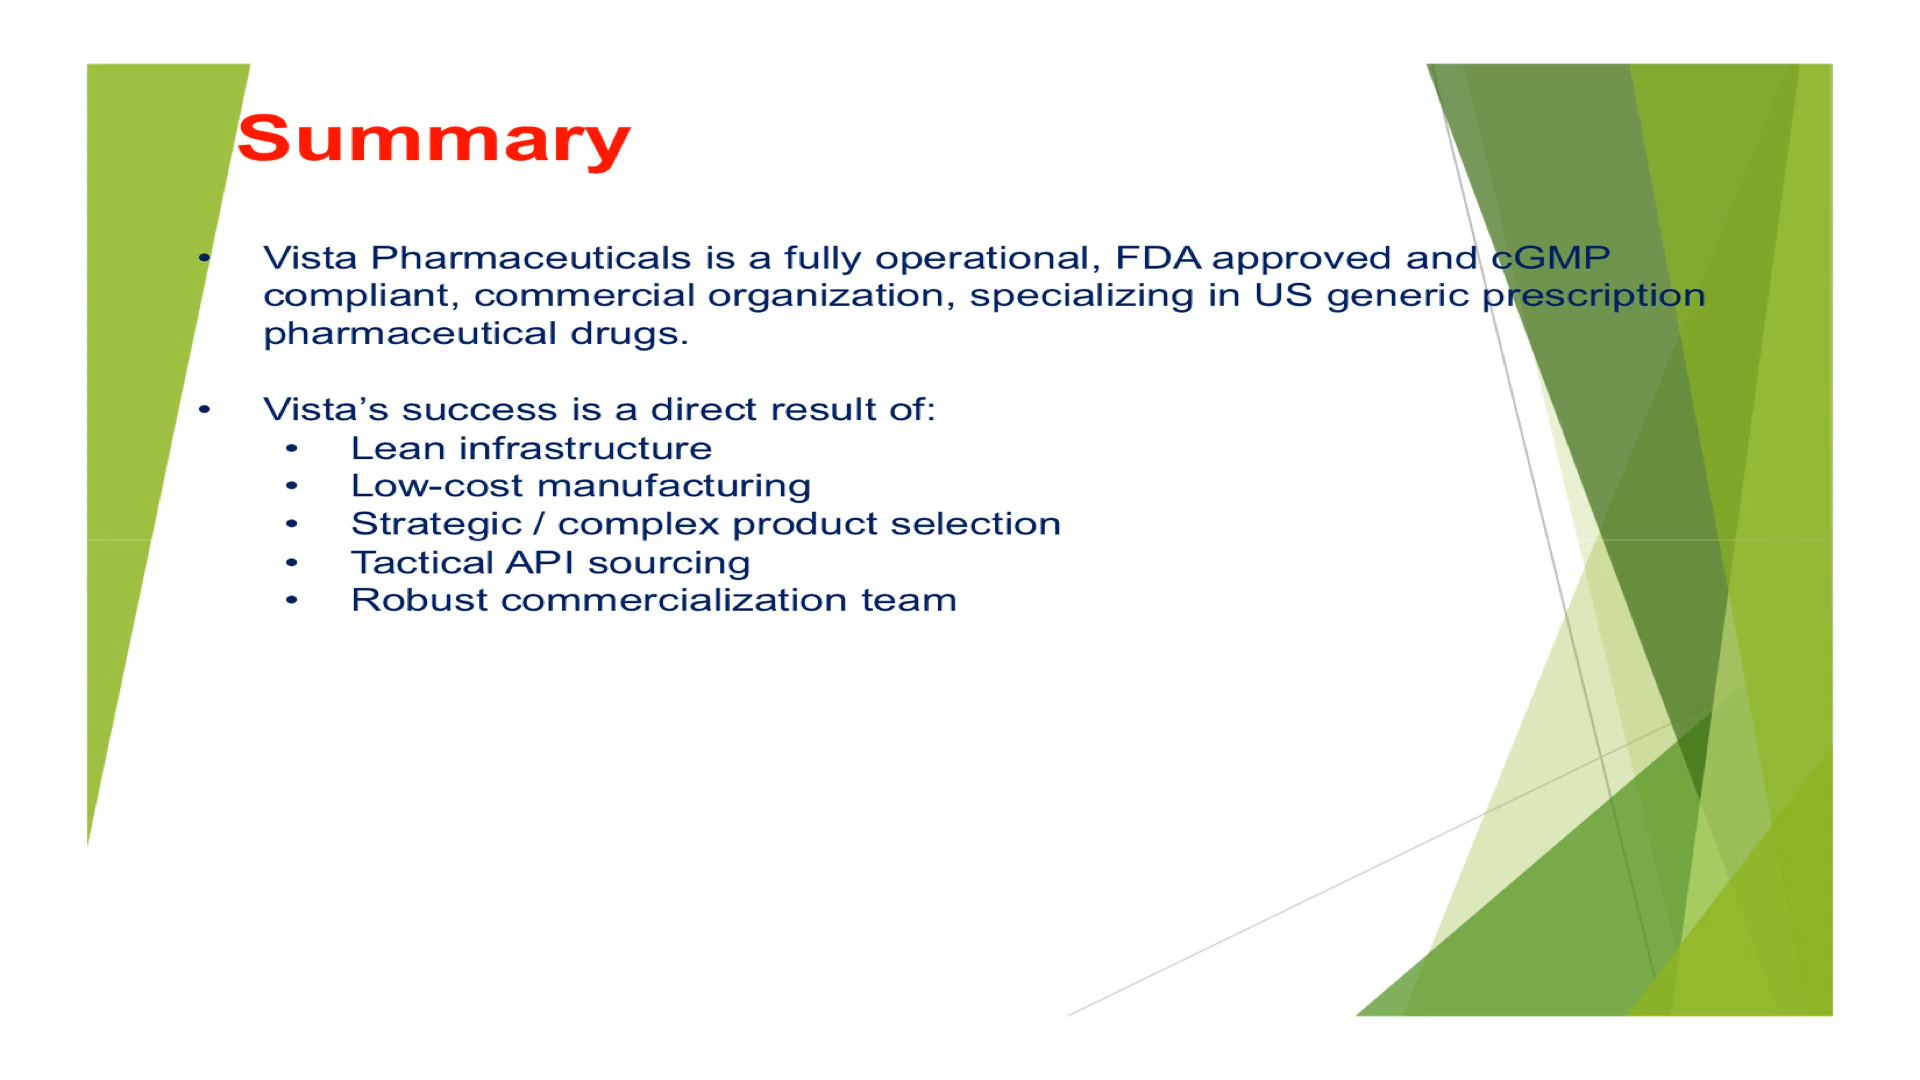 Summary
• Vista Pharmaceuticals is a fully operational, FDA approved and cGMP
compliant, commercial organization, specializing in US generic prescription
pharmaceutical drugs.
• Vista’s success is a direct result of:
• Lean infrastructure
• Low-cost manufacturing
• Strategic / complex product selection
• Tactical API sourcing
• Robust commercialization team